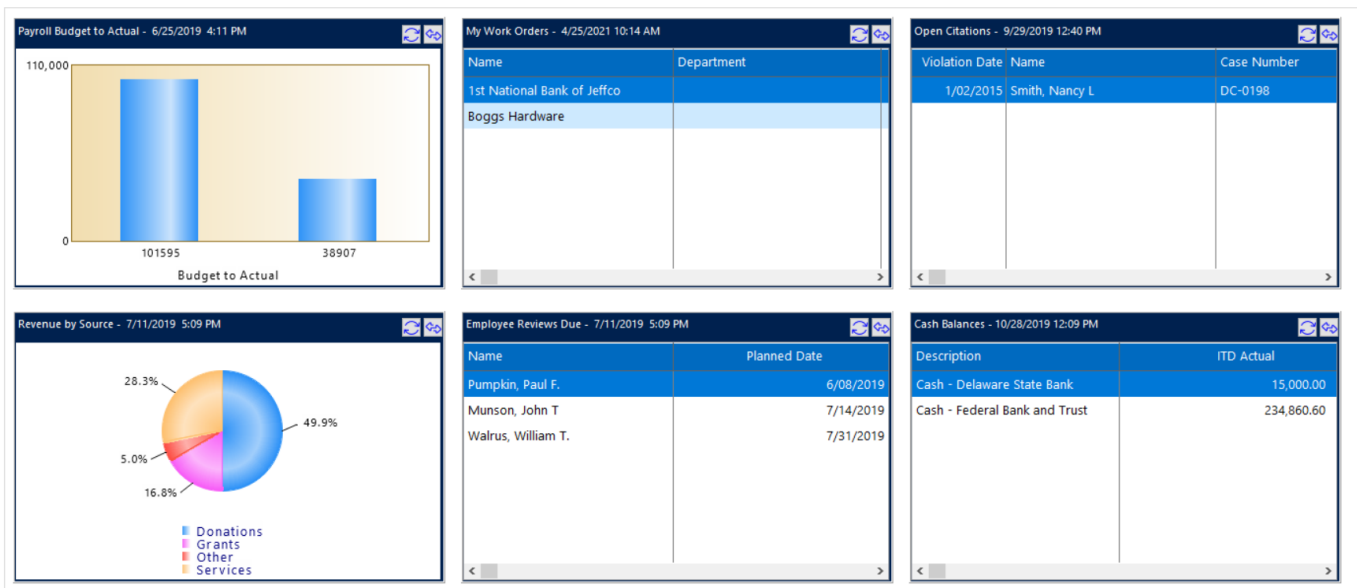 Payroll Budget to Actual - 6/25/2019 4:11 PM
110,000
0
101595 38907
Budget to Actual
My Work Orders - 4/25/2021 10:14 AM
Name Department
1st National Bank of Jeffco
Boggs Hardware
Open Citations - 9/29/2019 12:40 PM
Violation Date Name Case Number
1/02/2015 Smith, Nancy L DC-0198
Revenue by Source - 7/11/2019 5:09 PM
28.3%
49.9%
5.0%
16.8%
Donations
Grants
Other
Services
Employee Reviews Due - 7/11/2019 5:09 PM
Name Planned Date
Pumpkin, Paul F. 6/08/2019
Munson, John T 7/14/2019
Walrus, William T. 7/31/2019
Cash Balances - 10/28/2019 12:09 PM
Description ITD Actual
Cash - Delaware State Bank 15,000.00
Cash - Federal Bank and Trust 234,860.60